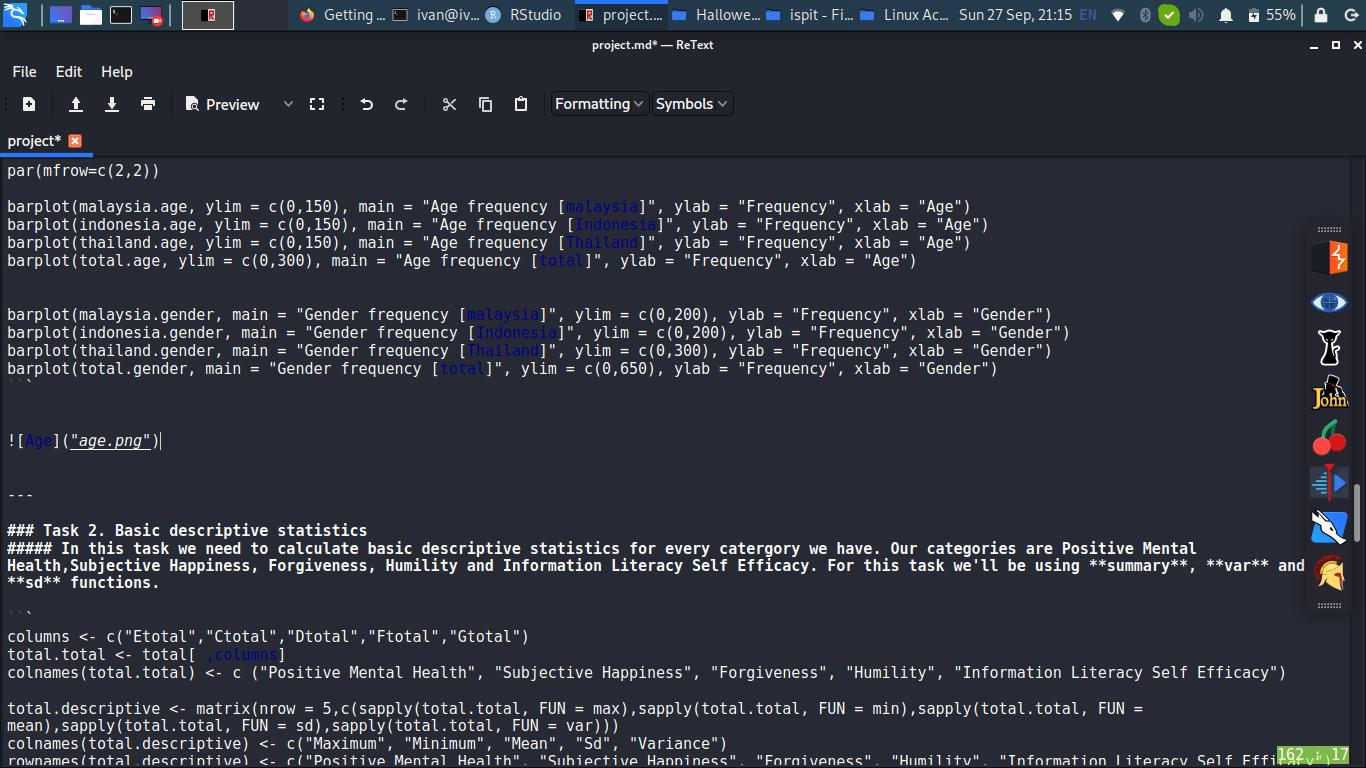 Getting ...
ivan@iv...
RStudio
project....
Hallowe...
ispit - Fi...
Linux Ac...
Sun 27 Sep, 21:15
EN
55%
project.md* — ReText
File
Edit
Help
Preview
Formatting
Symbols
project*
par(mfrow=c(2,2))
barplot(malaysia.age, ylim = c(0,150), main = "Age frequency [malaysia]", ylab = "Frequency", xlab = "Age")
barplot(indonesia.age, ylim = c(0,150), main = "Age frequency [Indonesia]", ylab = "Frequency", xlab = "Age")
barplot(thailand.age, ylim = c(0,150), main = "Age frequency [Thailand]", ylab = "Frequency", xlab = "Age")
barplot(total.age, ylim = c(0,300), main = "Age frequency [total]", ylab = "Frequency", xlab = "Age")
barplot(malaysia.gender, main = "Gender frequency [malaysia]", ylim = c(0,200), ylab = "Frequency", xlab = "Gender")
barplot(indonesia.gender, main = "Gender frequency [Indonesia]", ylim = c(0,200), ylab = "Frequency", xlab = "Gender")
barplot(thailand.gender, main = "Gender frequency [Thailand]", ylim = c(0,300), ylab = "Frequency", xlab = "Gender")
barplot(total.gender, main = "Gender frequency [total]", ylim = c(0,650), ylab = "Frequency", xlab = "Gender")
```
![Age]("age.png")
---
### Task 2. Basic descriptive statistics
##### In this task we need to calculate basic descriptive statistics for every catergory we have. Our categories are Positive Mental
Health,Subjective Happiness, Forgiveness, Humility and Information Literacy Self Efficacy. For this task we'll be using **summary**, **var** and
**sd** functions.
```
columns <- c("Etotal","Ctotal","Dtotal","Ftotal","Gtotal")
total.total <- total[ ,columns]
colnames(total.total) <- c ("Positive Mental Health", "Subjective Happiness", "Forgiveness", "Humility", "Information Literacy Self Efficacy")
total.descriptive <- matrix(nrow = 5,c(sapply(total.total, FUN = max),sapply(total.total, FUN = min),sapply(total.total, FUN =
mean),sapply(total.total, FUN = sd),sapply(total.total, FUN = var)))
colnames(total.descriptive) <- c("Maximum", "Minimum", "Mean", "Sd", "Variance")
rownames(total.descriptive) <- c("Positive Mental Health", "Subjective Happiness", "Forgiveness", "Humility", "Information Literacy Self Efficacy")
162 : 17
John